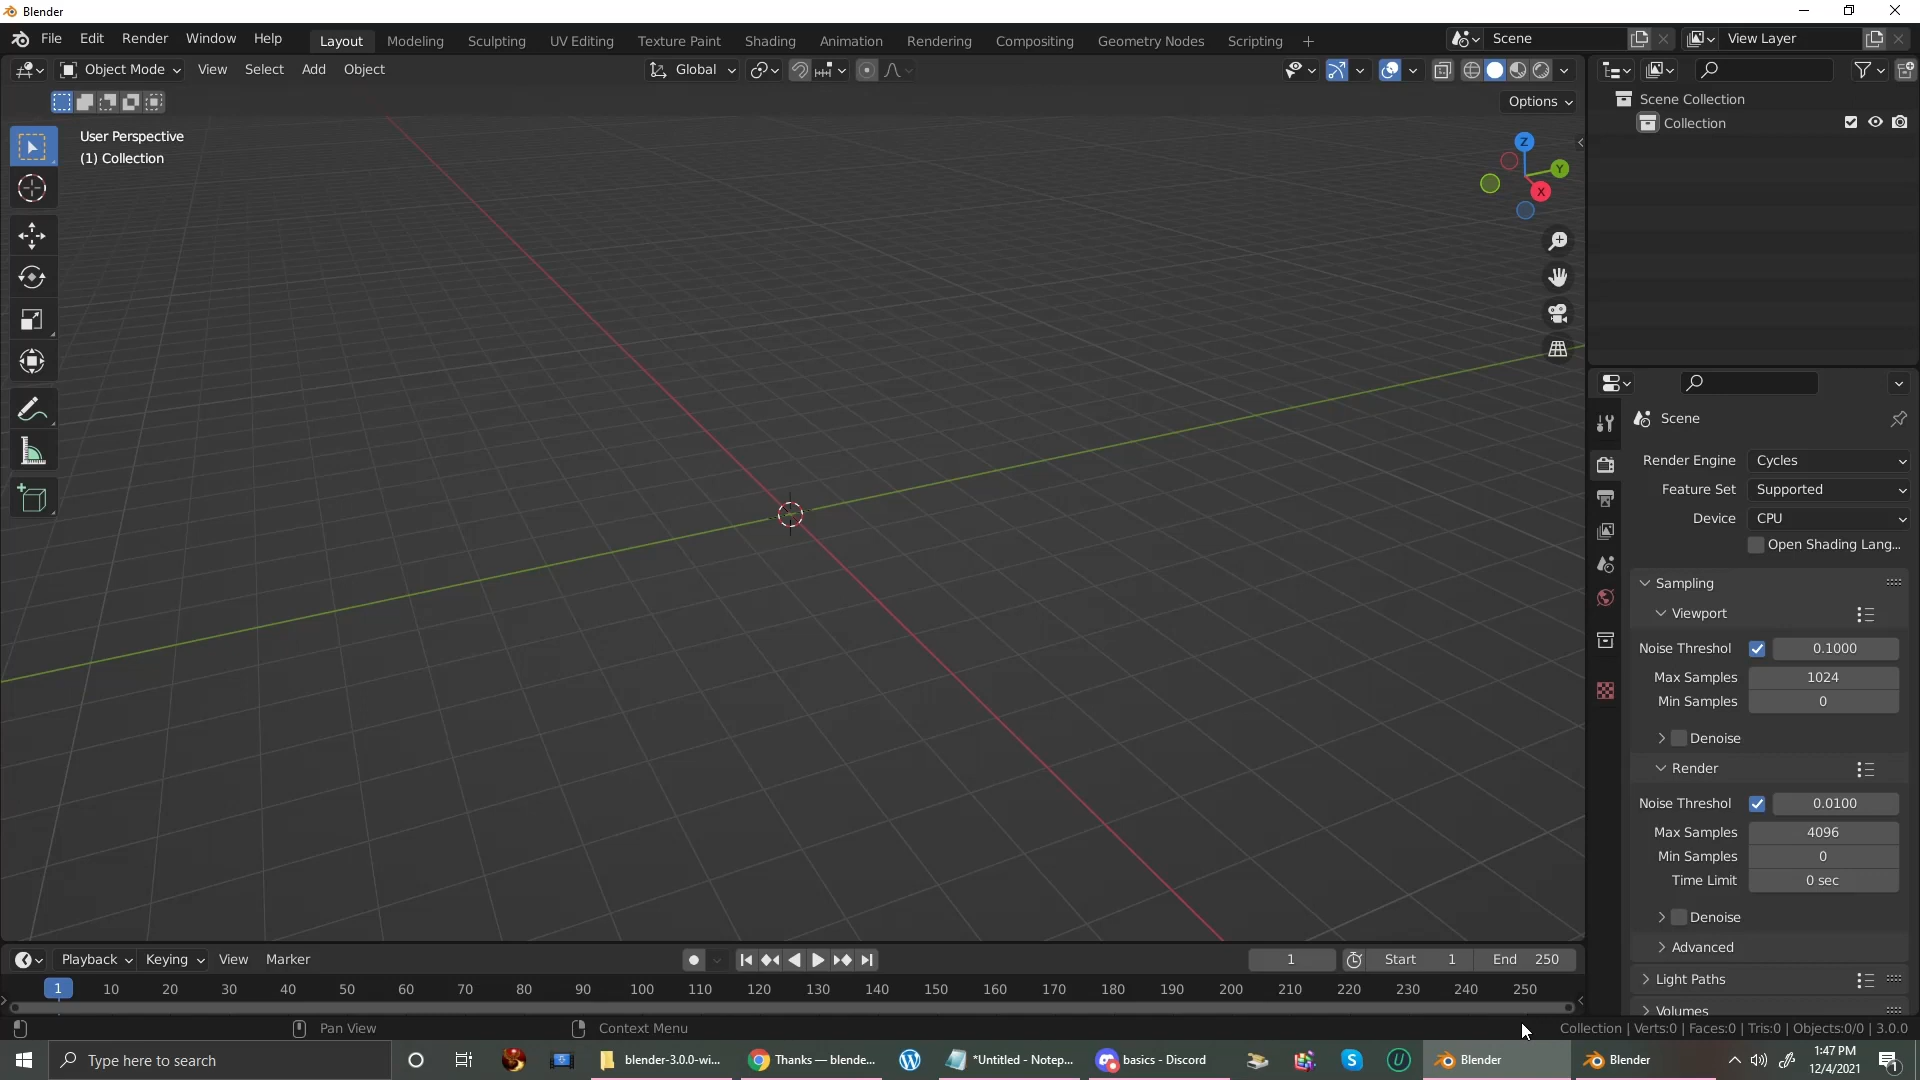 Blender
File Edit Render Window Help Layout Modeling Sculpting UV Editing Texture Paint Shading Animation Rendering Compositing Geometry Nodes Scripting + Scene View Layer
Object Mode View Select Add Object Global
Options
User Perspective
(1) Collection
Z
Y
X
Scene Collection
Collection
Scene
Render Engine Cycles
Feature Set Supported
Device CPU
Open Shading Lang...
Sampling
Viewport
Noise Threshol 0.1000
Max Samples 1024
Min Samples 0
Denoise
Render
Noise Threshol 0.0100
Max Samples 4096
Min Samples 0
Time Limit 0 sec
Denoise
Advanced
Light Paths
Volumes
Playback Keying View Marker 1 Start 1 End 250
1 10 20 30 40 50 60 70 80 90 100 110 120 130 140 150 160 170 180 190 200 210 220 230 240 250
Pan View Context Menu Collection | Verts:0 | Faces:0 | Tris:0 | Objects:0/0 | 3.0.0
Type here to search blender-3.0.0-wi... Thanks — blende... *Untitled - Notep... basics - Discord Blender Blender 1:47 PM
12/4/2021 1